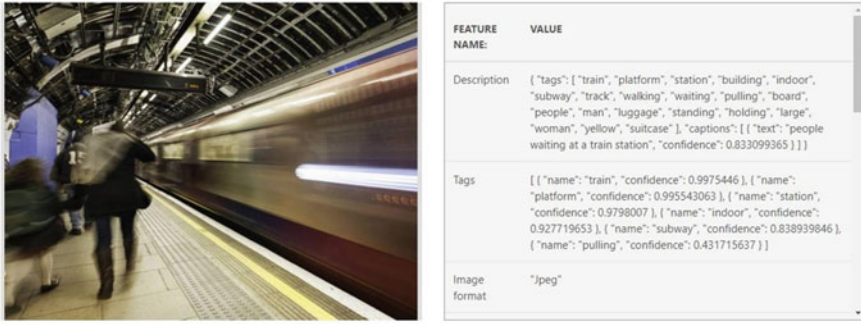 FEATURE NAME:
VALUE
Description
{ "tags": [ "train", "platform", "station", "building", "indoor",
"subway", "track", "walking", "waiting", "pulling", "board",
"people", "man", "luggage", "standing", "holding", "large",
"woman", "yellow", "suitcase" ], "captions": [ { "text": "people
waiting at a train station", "confidence": 0.833099365 } ] }
Tags
[ { "name": "train", "confidence": 0.9975446 }, { "name":
"platform", "confidence": 0.995543063 }, { "name": "station",
"confidence": 0.9798007 }, { "name": "indoor", "confidence":
0.927719653 }, { "name": "subway", "confidence": 0.838939846 },
{ "name": "pulling", "confidence": 0.431715637 } ]
Image
format
"Jpeg"